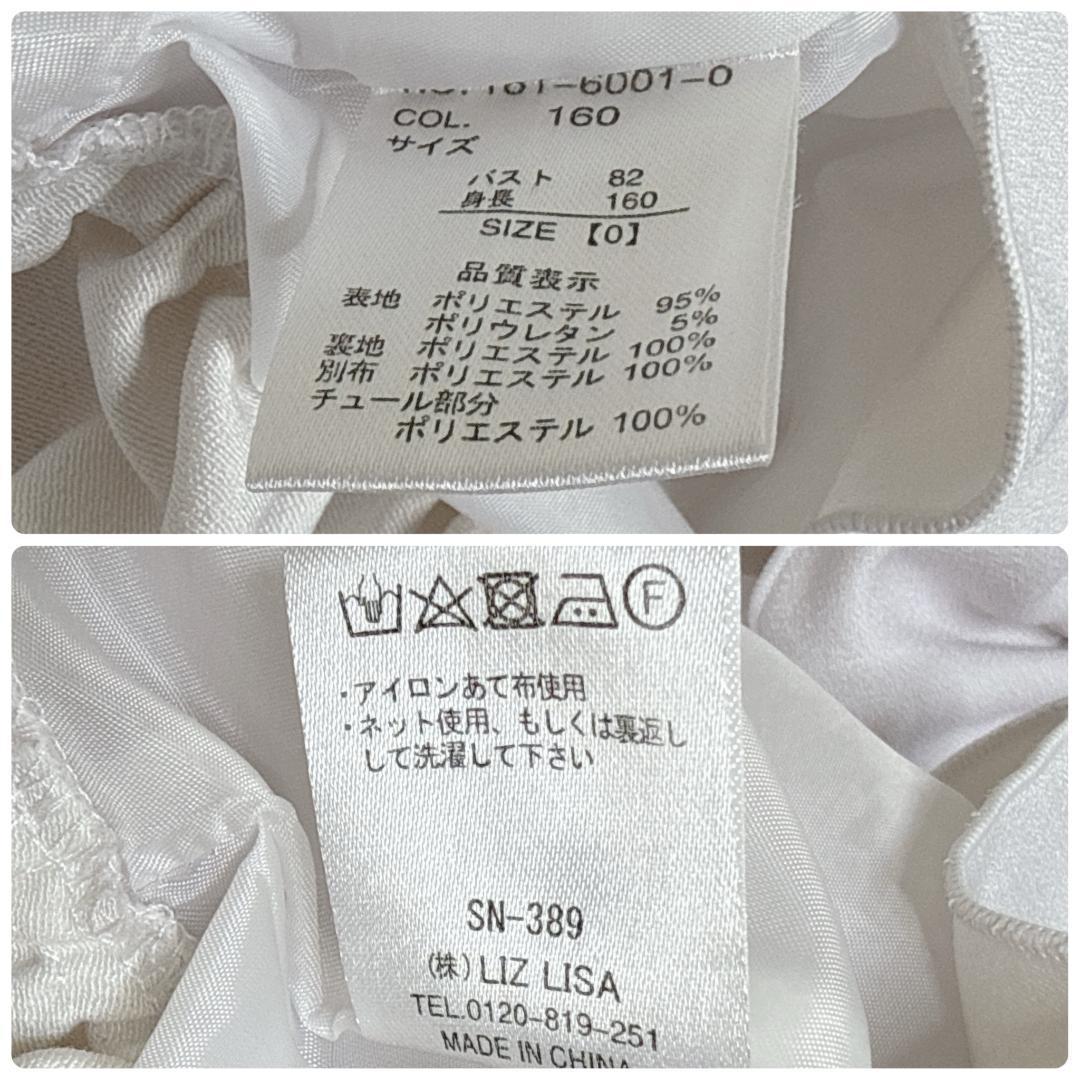 NO.161-6001-0
COL. 160
サイズ
バスト 82
身長 160
SIZE 【0】
品質表示
表地 ポリエステル 95%
ポリウレタン 5%
裏地 ポリエステル 100%
別布 ポリエステル 100%
チュール部分
ポリエステル 100%
F
・アイロンあて布使用
・ネット使用、もしくは裏返し
して洗濯して下さい
SN-389
(株)LIZ LISA
TEL.0120-819-251
MADE IN CHINA